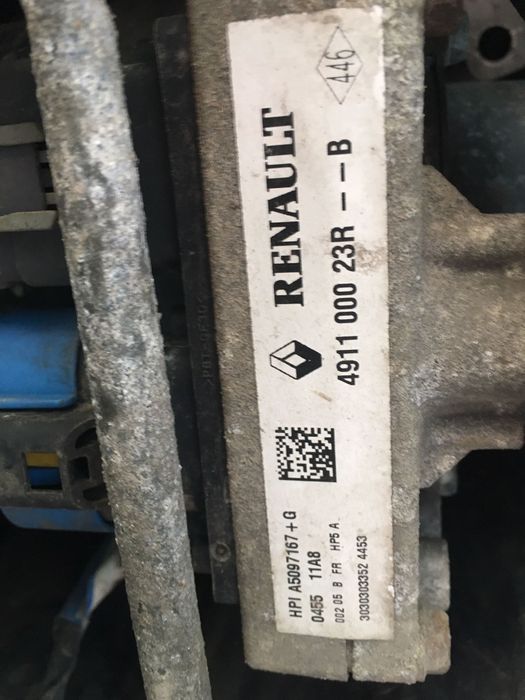 RENAULT
446
4911 000 23R -- B
HPI A5097167+G
0455 11A8
002 05 B FR HP5 A
3030303352 4453